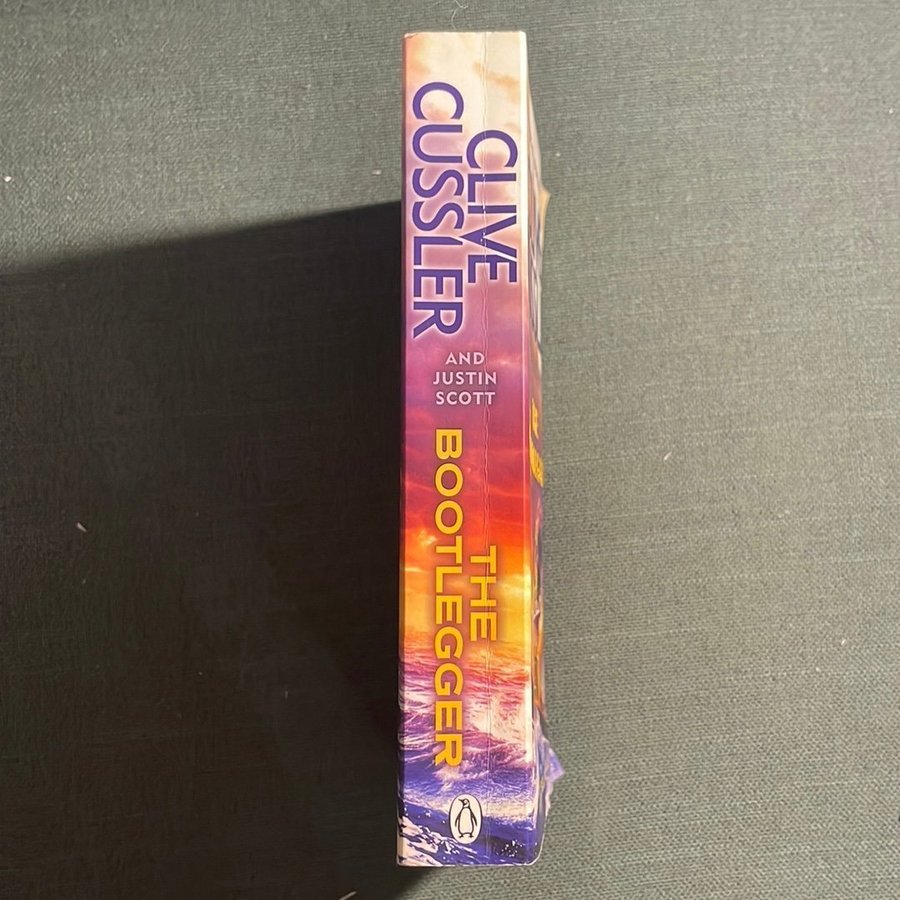 CLIVE
CUSSLER
AND
JUSTIN
SCOTT
THE
BOOTLEGGER